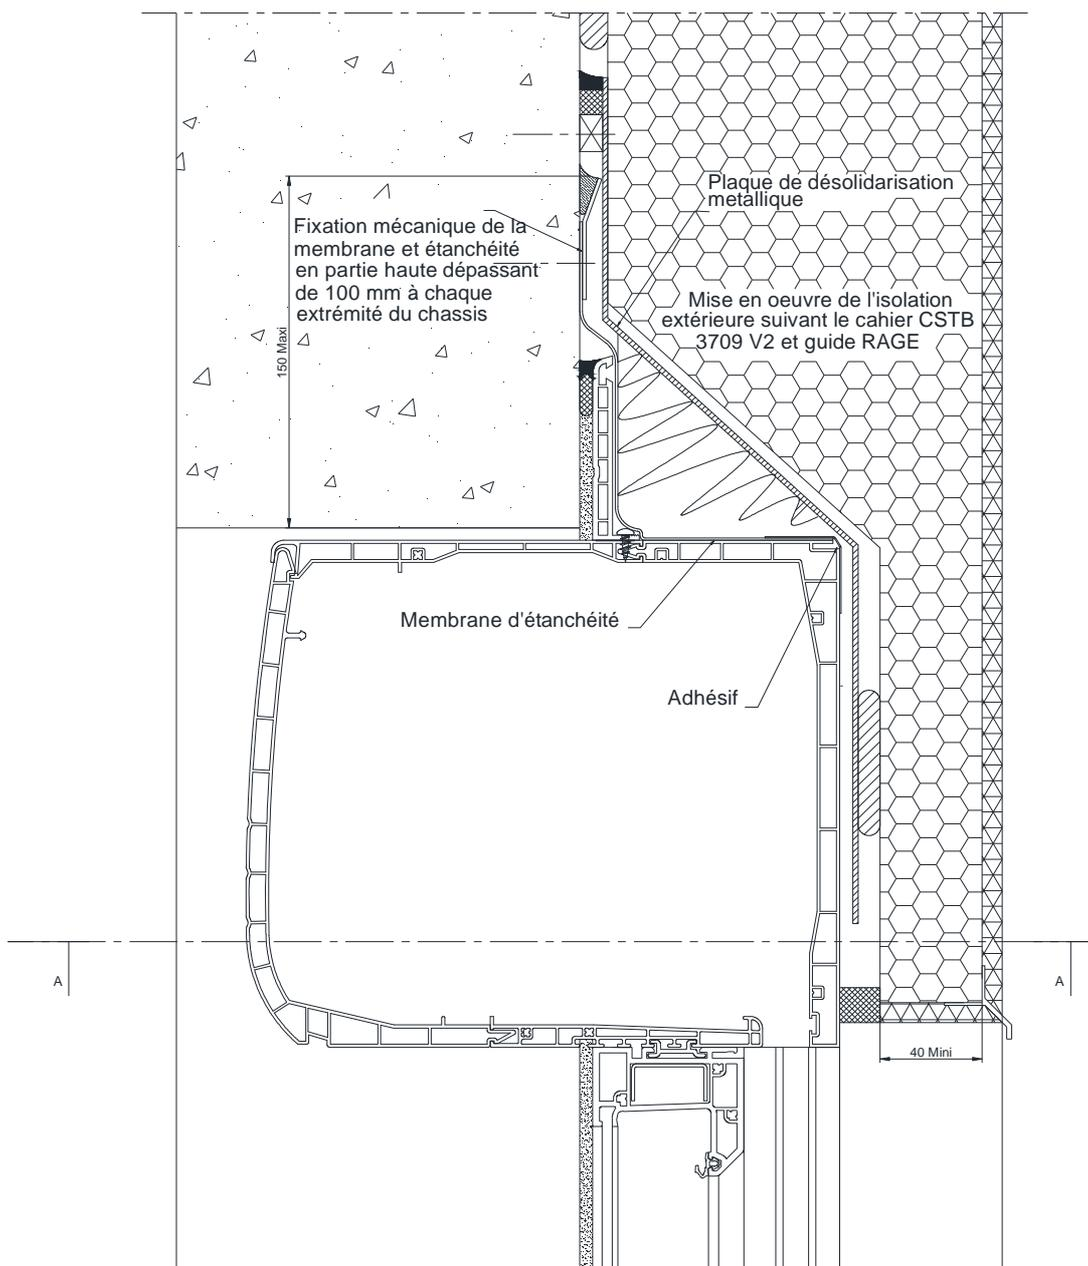 Plaque de désolidarisation
metallique
Fixation mécanique de la
membrane et étanchéité
en partie haute dépassant
de 100 mm à chaque
extrémité du chassis
Mise en oeuvre de l'isolation
extérieure suivant le cahier CSTB
3709 V2 et guide RAGE
150 Maxi
Membrane d'étanchéité
Adhésif
A
A
40 Mini